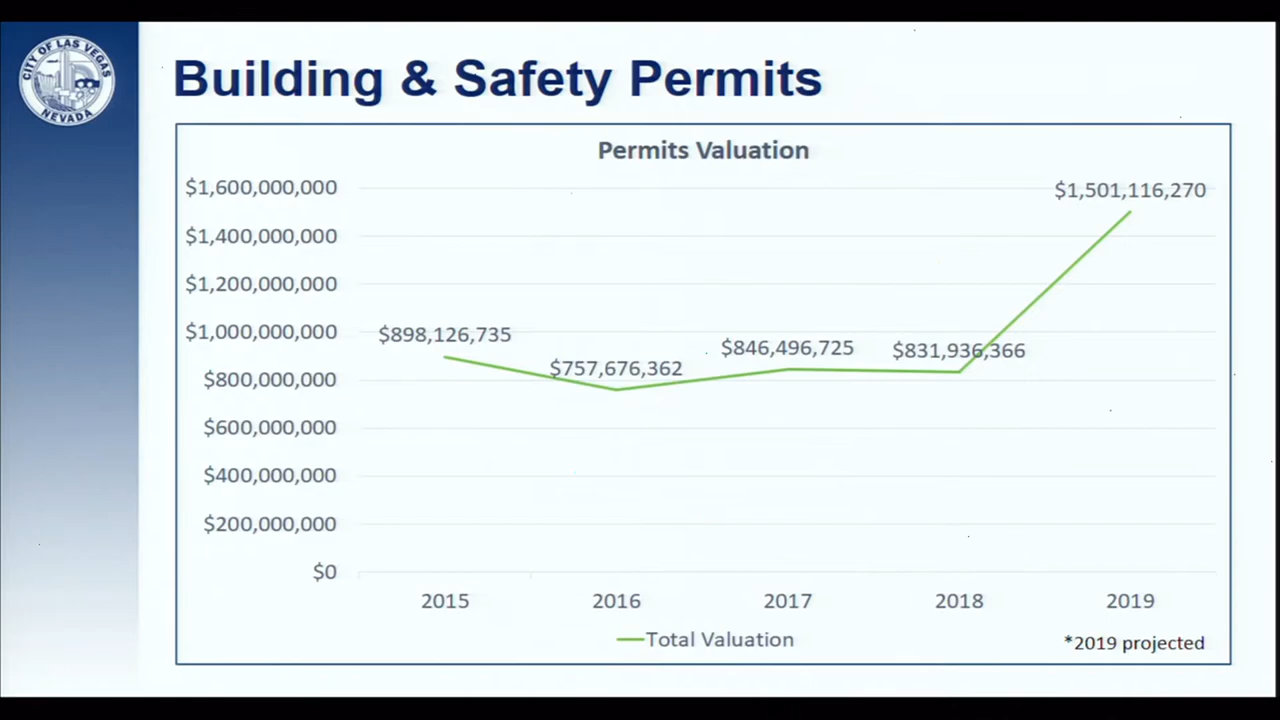 CITY OF LAS VEGAS
NEVADA
Building & Safety Permits
Permits Valuation
$1,600,000,000
$1,400,000,000
$1,200,000,000
$1,000,000,000
$800,000,000
$600,000,000
$400,000,000
$200,000,000
$0
$898,126,735
$757,676,362
$846,496,725
$831,936,366
$1,501,116,270
2015 2016 2017 2018 2019
Total Valuation
*2019 projected